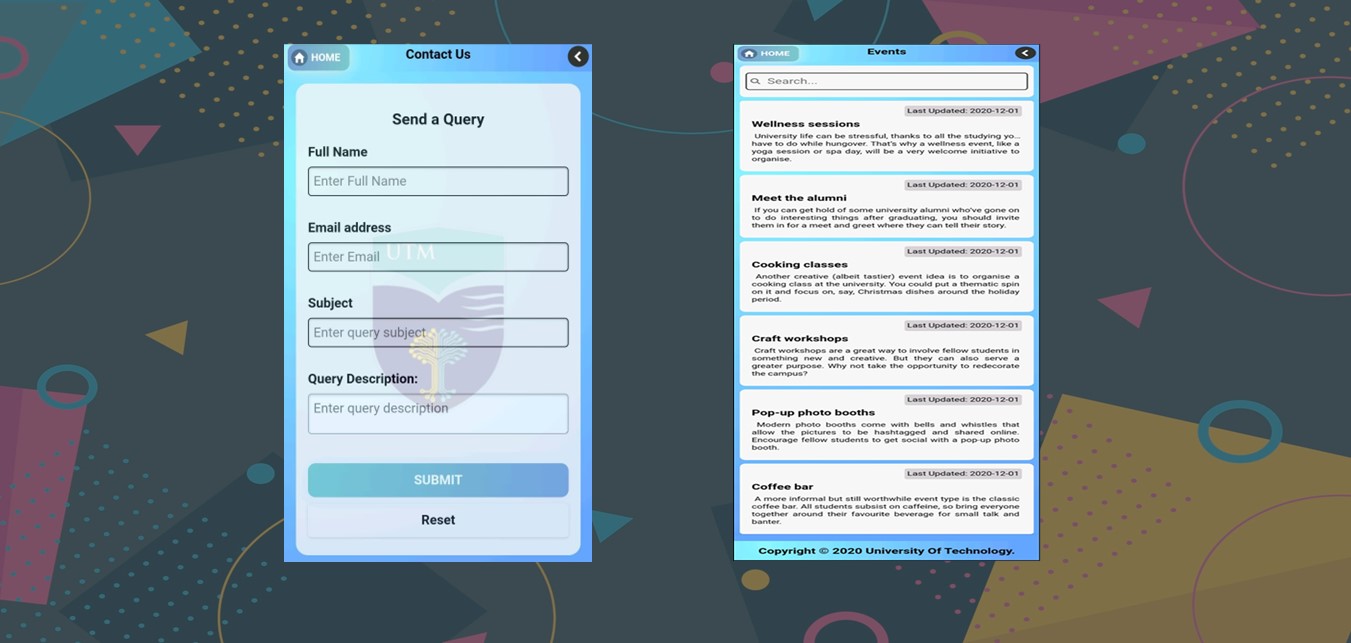 HOME
Contact Us
Send a Query
Full Name
Enter Full Name
Email address
Enter Email
UTM
Subject
Enter query subject
Query Description:
Enter query description
SUBMIT
Reset
HOME
Events
Search...
Last Updated: 2020-12-01
Wellness sessions
University life can be stressful, thanks to all the studying yo...
have to do while hungover. That's why a wellness event, like a
yoga session or spa day, will be a very welcome initiative to
organise.
Last Updated: 2020-12-01
Meet the alumni
If you can get hold of some university alumni who've gone on
to do interesting things after graduating, you should invite
them in for a meet and greet where they can tell their story.
Last Updated: 2020-12-01
Cooking classes
Another creative (albeit tastier) event idea is to organise a
cooking class at the university. You could put a thematic spin
on it and focus on, say, Christmas dishes around the holiday
period.
Last Updated: 2020-12-01
Craft workshops
Craft workshops are a great way to involve fellow students in
something new and creative. But they can also serve a
greater purpose. Why not take the opportunity to redecorate
the campus?
Last Updated: 2020-12-01
Pop-up photo booths
Modern photo booths come with bells and whistles that
allow the pictures to be hashtagged and shared online.
Encourage fellow students to get social with a pop-up photo
booth.
Last Updated: 2020-12-01
Coffee bar
A more informal but still worthwhile event type is the classic
coffee bar. All students subsist on caffeine, so bring everyone
together around their favourite beverage for small talk and
banter.
Copyright © 2020 University Of Technology.